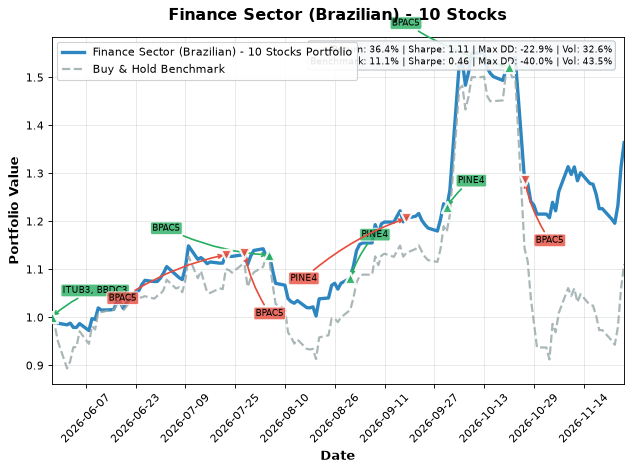 Finance Sector (Brazilian) - 10 Stocks
BPAC5
Finance Sector (Brazilian) - 10 Stocks Portfolio
Buy & Hold Benchmark
36.4% | Sharpe: 1.11 | Max DD: -22.9% | Vol: 32.6%
11.1% | Sharpe: 0.46 | Max DD: -40.0% | Vol: 43.5%
Portfolio Value
1.5
1.4
1.3
1.2
1.1
1.0
0.9
PINE4
BPAC5
PINE4
BPAC5
PINE4
ITUB3, BBDC3
BPAC5
BPAC5
2026-06-07
2026-06-23
2026-07-09
2026-07-25
2026-08-10
2026-08-26
2026-09-11
2026-09-27
2026-10-13
2026-10-29
2026-11-14
Date